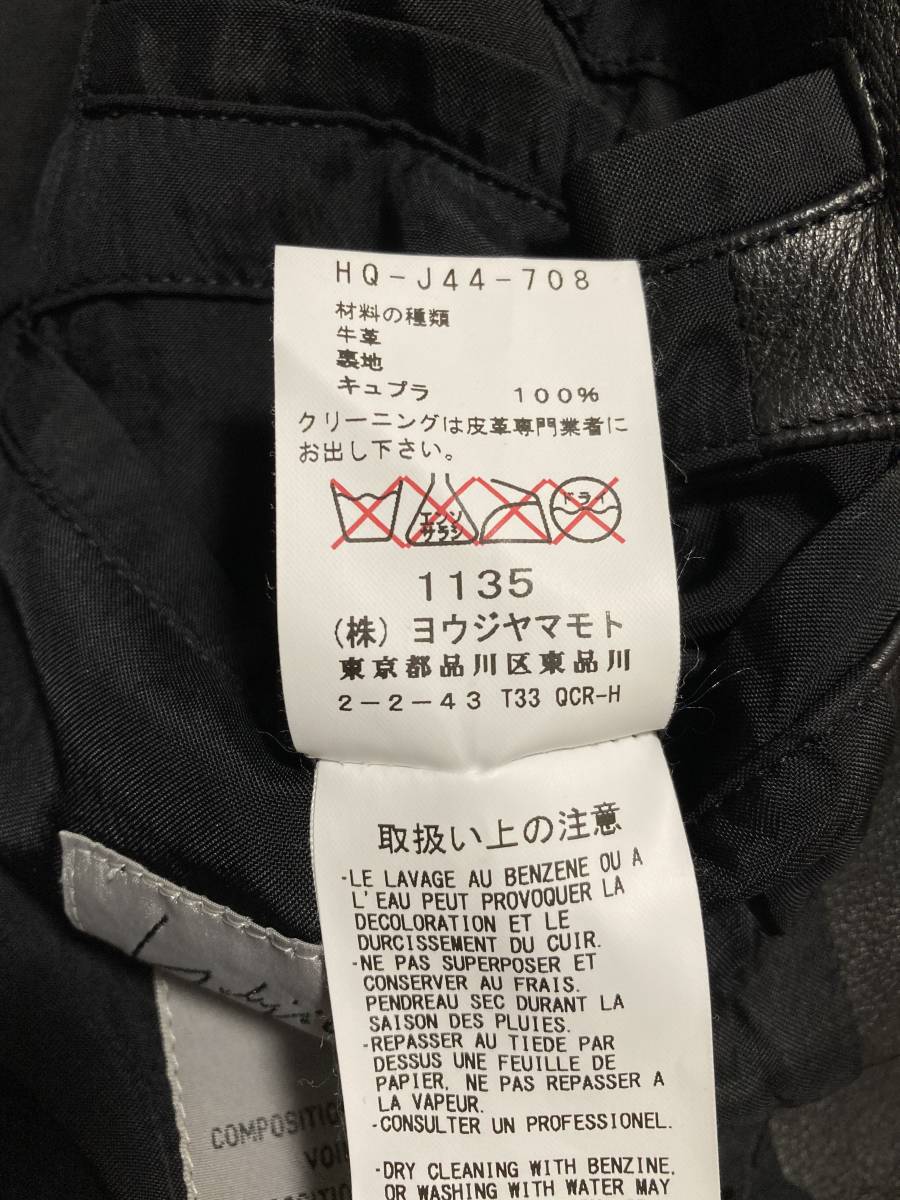 HQ-J44-708
材料の種類
牛革
裏地
キュプラ 100%
クリーニングは皮革専門業者に
お出し下さい。
エンソ
サラシ
ドライ
1135
(株) ヨウジヤマモト
東京都品川区東品川
2-2-43 T33 QCR-H
取扱い上の注意
・LE LAVAGE AU BENZENE OU A
L'EAU PEUT PROVOQUER LA
DECOLORATION ET LE
DURCISSEMENT DU CUIR.
・NE PAS SUPERPOSER ET
CONSERVER AU FRAIS.
PENDREAU SEC DURANT LA
SAISON DES PLUIES.
・REPASSER AU TIEDE PAR
DESSUS UNE FEUILLE DE
PAPIER, NE PAS REPASSER A
LA VAPEUR.
・CONSULTER UN PROFESSIONEL.
・DRY CLEANING WITH BENZINE,
OR WASHING WITH WATER MAY
COMPOSITIO